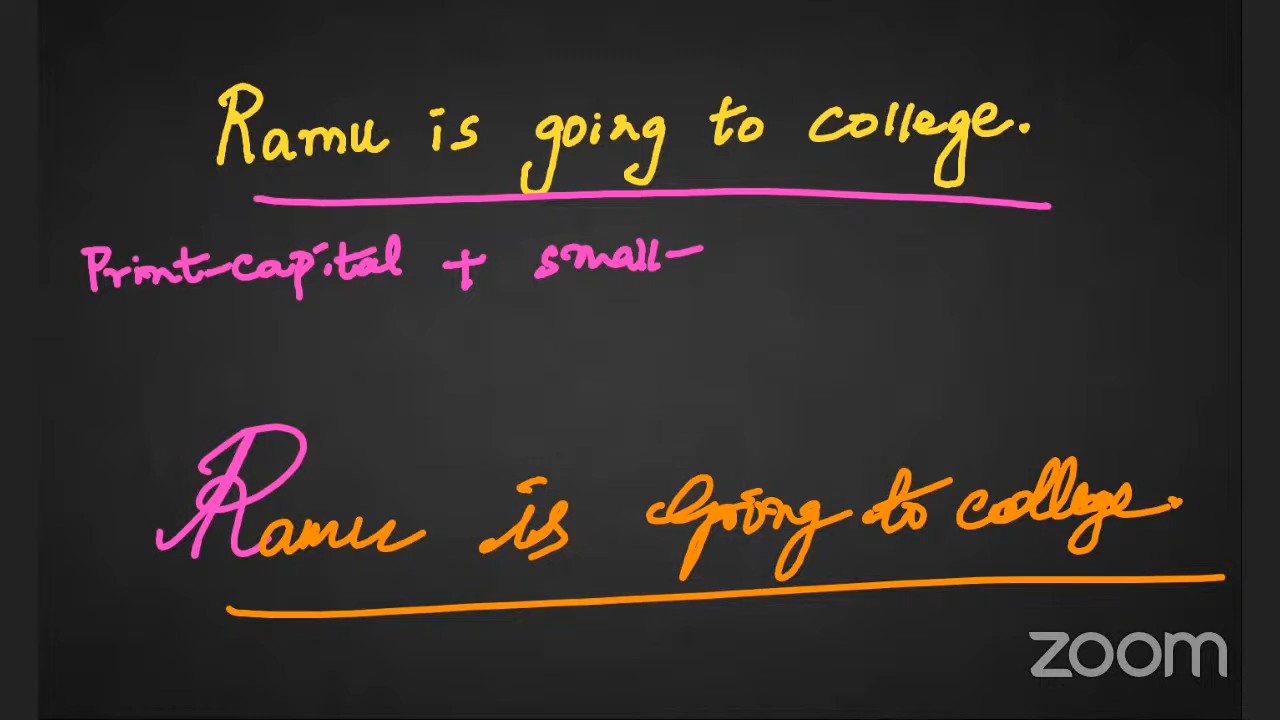 Ramu is going to college.
Print-capital + small-
Ramu is going to college.
zoom